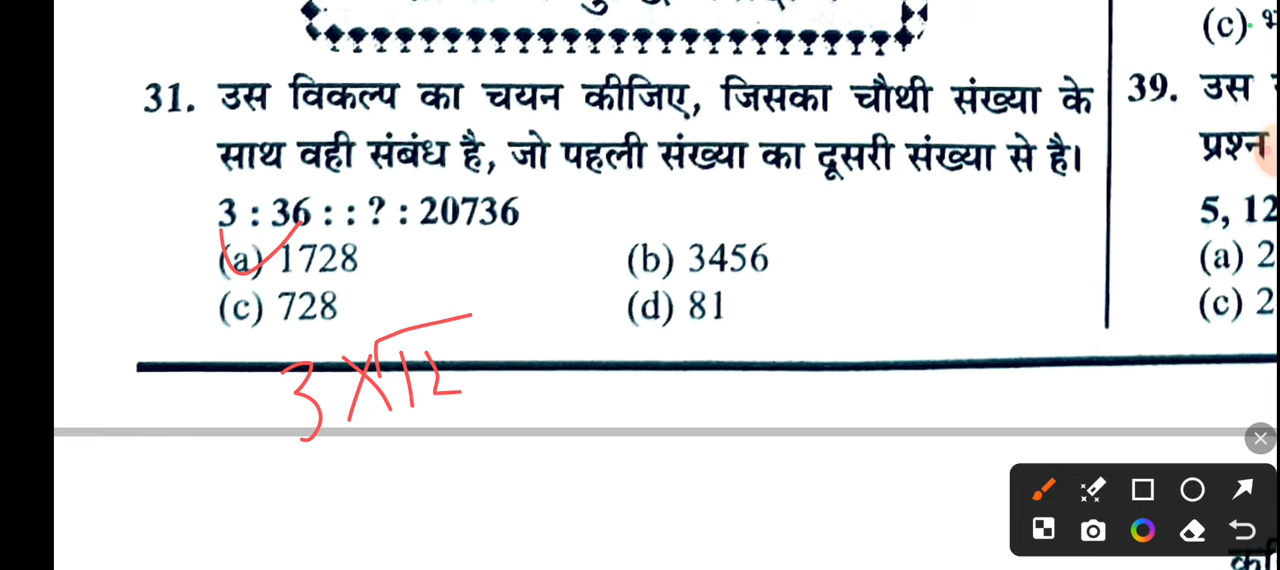 (c)
31. उस विकल्प का चयन कीजिए, जिसका चौथी संख्या के
साथ वही संबंध है, जो पहली संख्या का दूसरी संख्या से है।
3 : 36 : : ? : 20736
(a) 1728 (b) 3456
(c) 728 (d) 81
3 × √12
39. उस
प्रश्न
5, 12
(a) 2
(c) 2